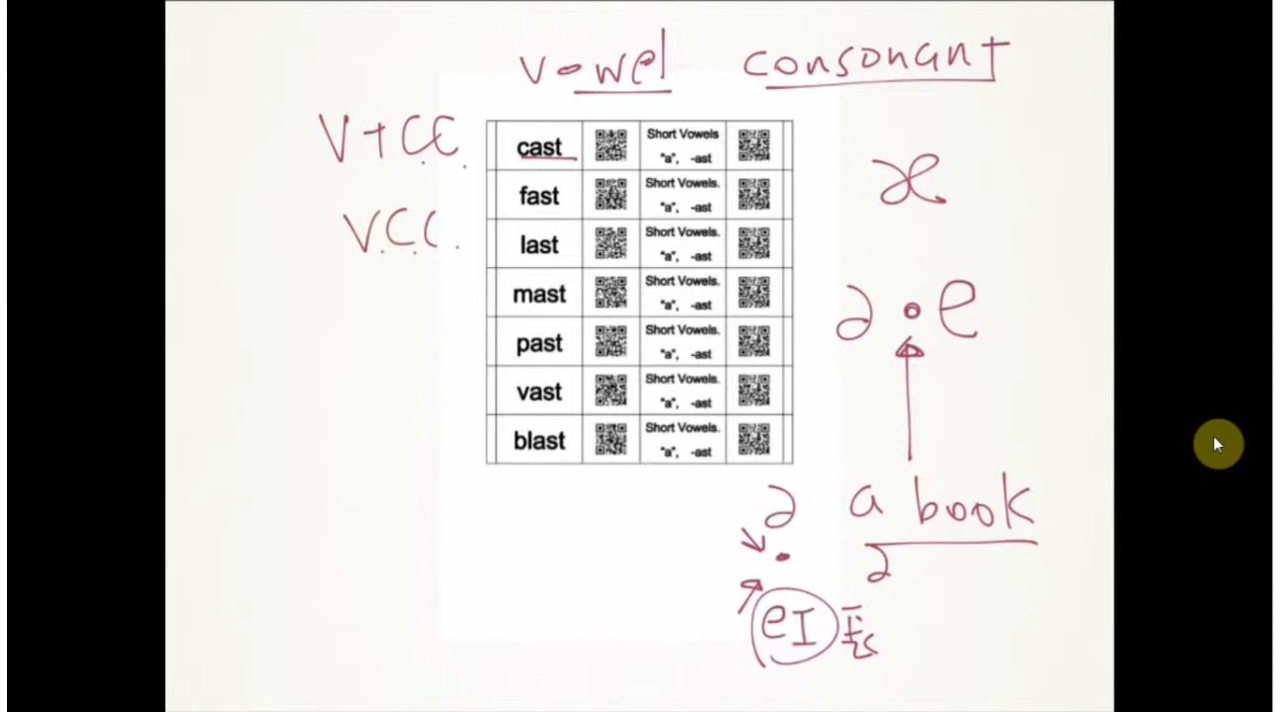 vowel consonant
V+CC.
VCC.
cast Short Vowels "a", -ast
fast Short Vowels. "a", -ast
last Short Vowels. "a", -ast
mast Short Vowels. "a", -ast
past Short Vowels. "a", -ast
vast Short Vowels. "a", -ast
blast Short Vowels. "a", -ast
æ
ə e
ə a book
ə
eI